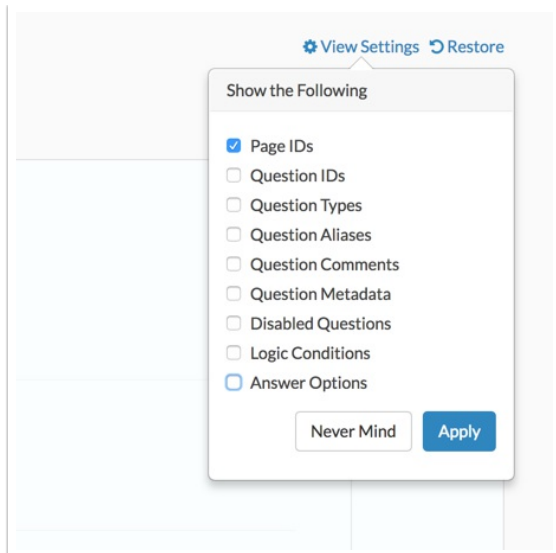 View Settings Restore
Show the Following
Page IDs
Question IDs
Question Types
Question Aliases
Question Comments
Question Metadata
Disabled Questions
Logic Conditions
Answer Options
Never Mind Apply